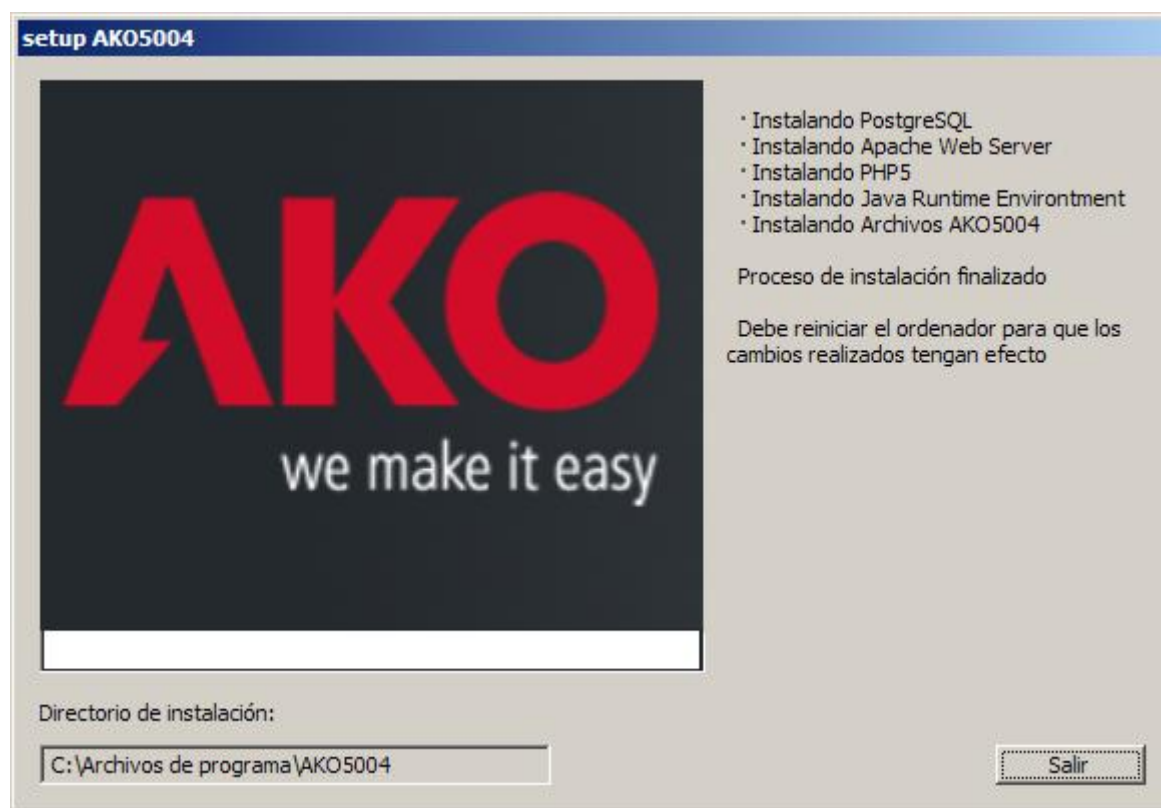 setup AKO5004
AKO
we make it easy
· Instalando PostgreSQL
· Instalando Apache Web Server
· Instalando PHP5
· Instalando Java Runtime Environtment
· Instalando Archivos AKO5004
Proceso de instalación finalizado
Debe reiniciar el ordenador para que los
cambios realizados tengan efecto
Directorio de instalación:
C:\Archivos de programa\AKO5004
Salir